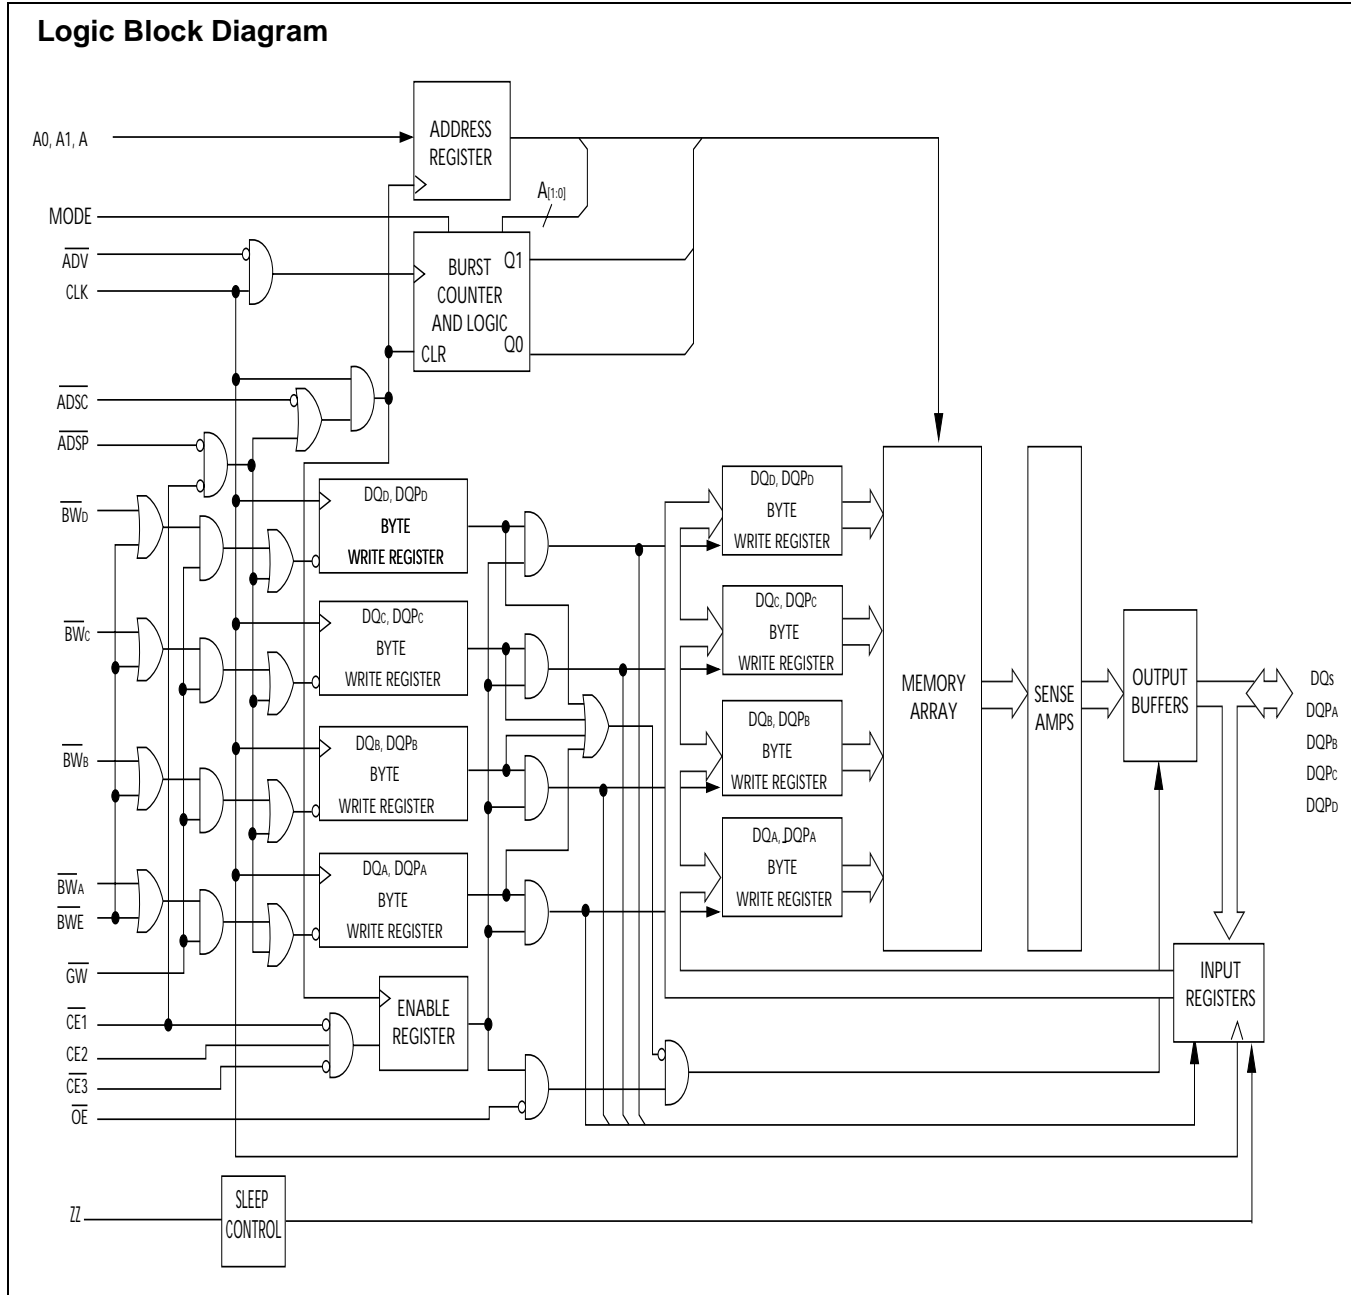 Logic Block Diagram
A0, A1, A
ADDRESS
REGISTER
MODE
A[1:0]
ADV
CLK
BURST
COUNTER
AND LOGIC
Q1
Q0
CLR
ADSC
ADSP
BWD
DQD, DQPD
BYTE
WRITE REGISTER
DQD, DQPD
BYTE
WRITE REGISTER
BWC
DQC, DQPC
BYTE
WRITE REGISTER
DQC, DQPC
BYTE
WRITE REGISTER
MEMORY
ARRAY
SENSE
AMPS
OUTPUT
BUFFERS
DQs
DQPA
DQPB
DQPC
DQPD
BWB
DQB, DQPB
BYTE
WRITE REGISTER
DQB, DQPB
BYTE
WRITE REGISTER
BWA
BWE
DQA, DQPA
BYTE
WRITE REGISTER
DQA, DQPA
BYTE
WRITE REGISTER
GW
CE1
CE2
CE3
OE
ENABLE
REGISTER
INPUT
REGISTERS
ZZ
SLEEP
CONTROL